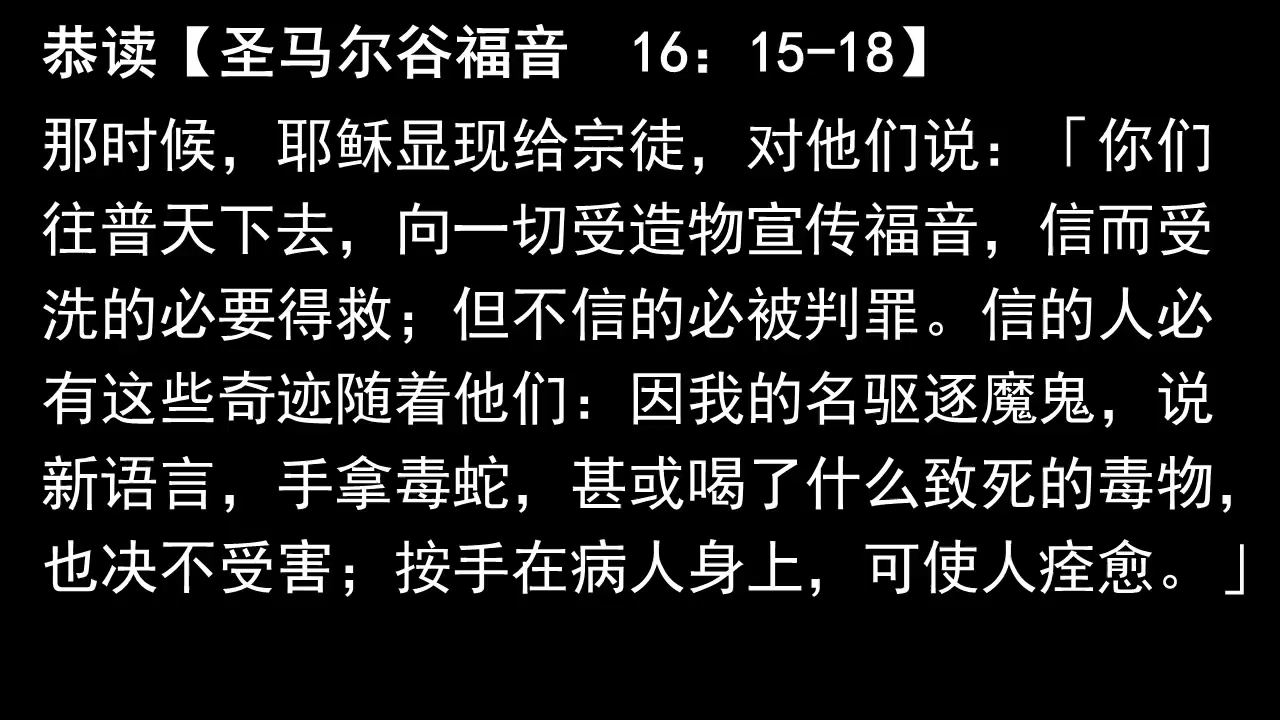 恭读【圣马尔谷福音　16：15-18】
那时候，耶稣显现给宗徒，对他们说：「你们
往普天下去，向一切受造物宣传福音，信而受
洗的必要得救；但不信的必被判罪。信的人必
有这些奇迹随着他们：因我的名驱逐魔鬼，说
新语言，手拿毒蛇，甚或喝了什么致死的毒物，
也决不受害；按手在病人身上，可使人痊愈。」